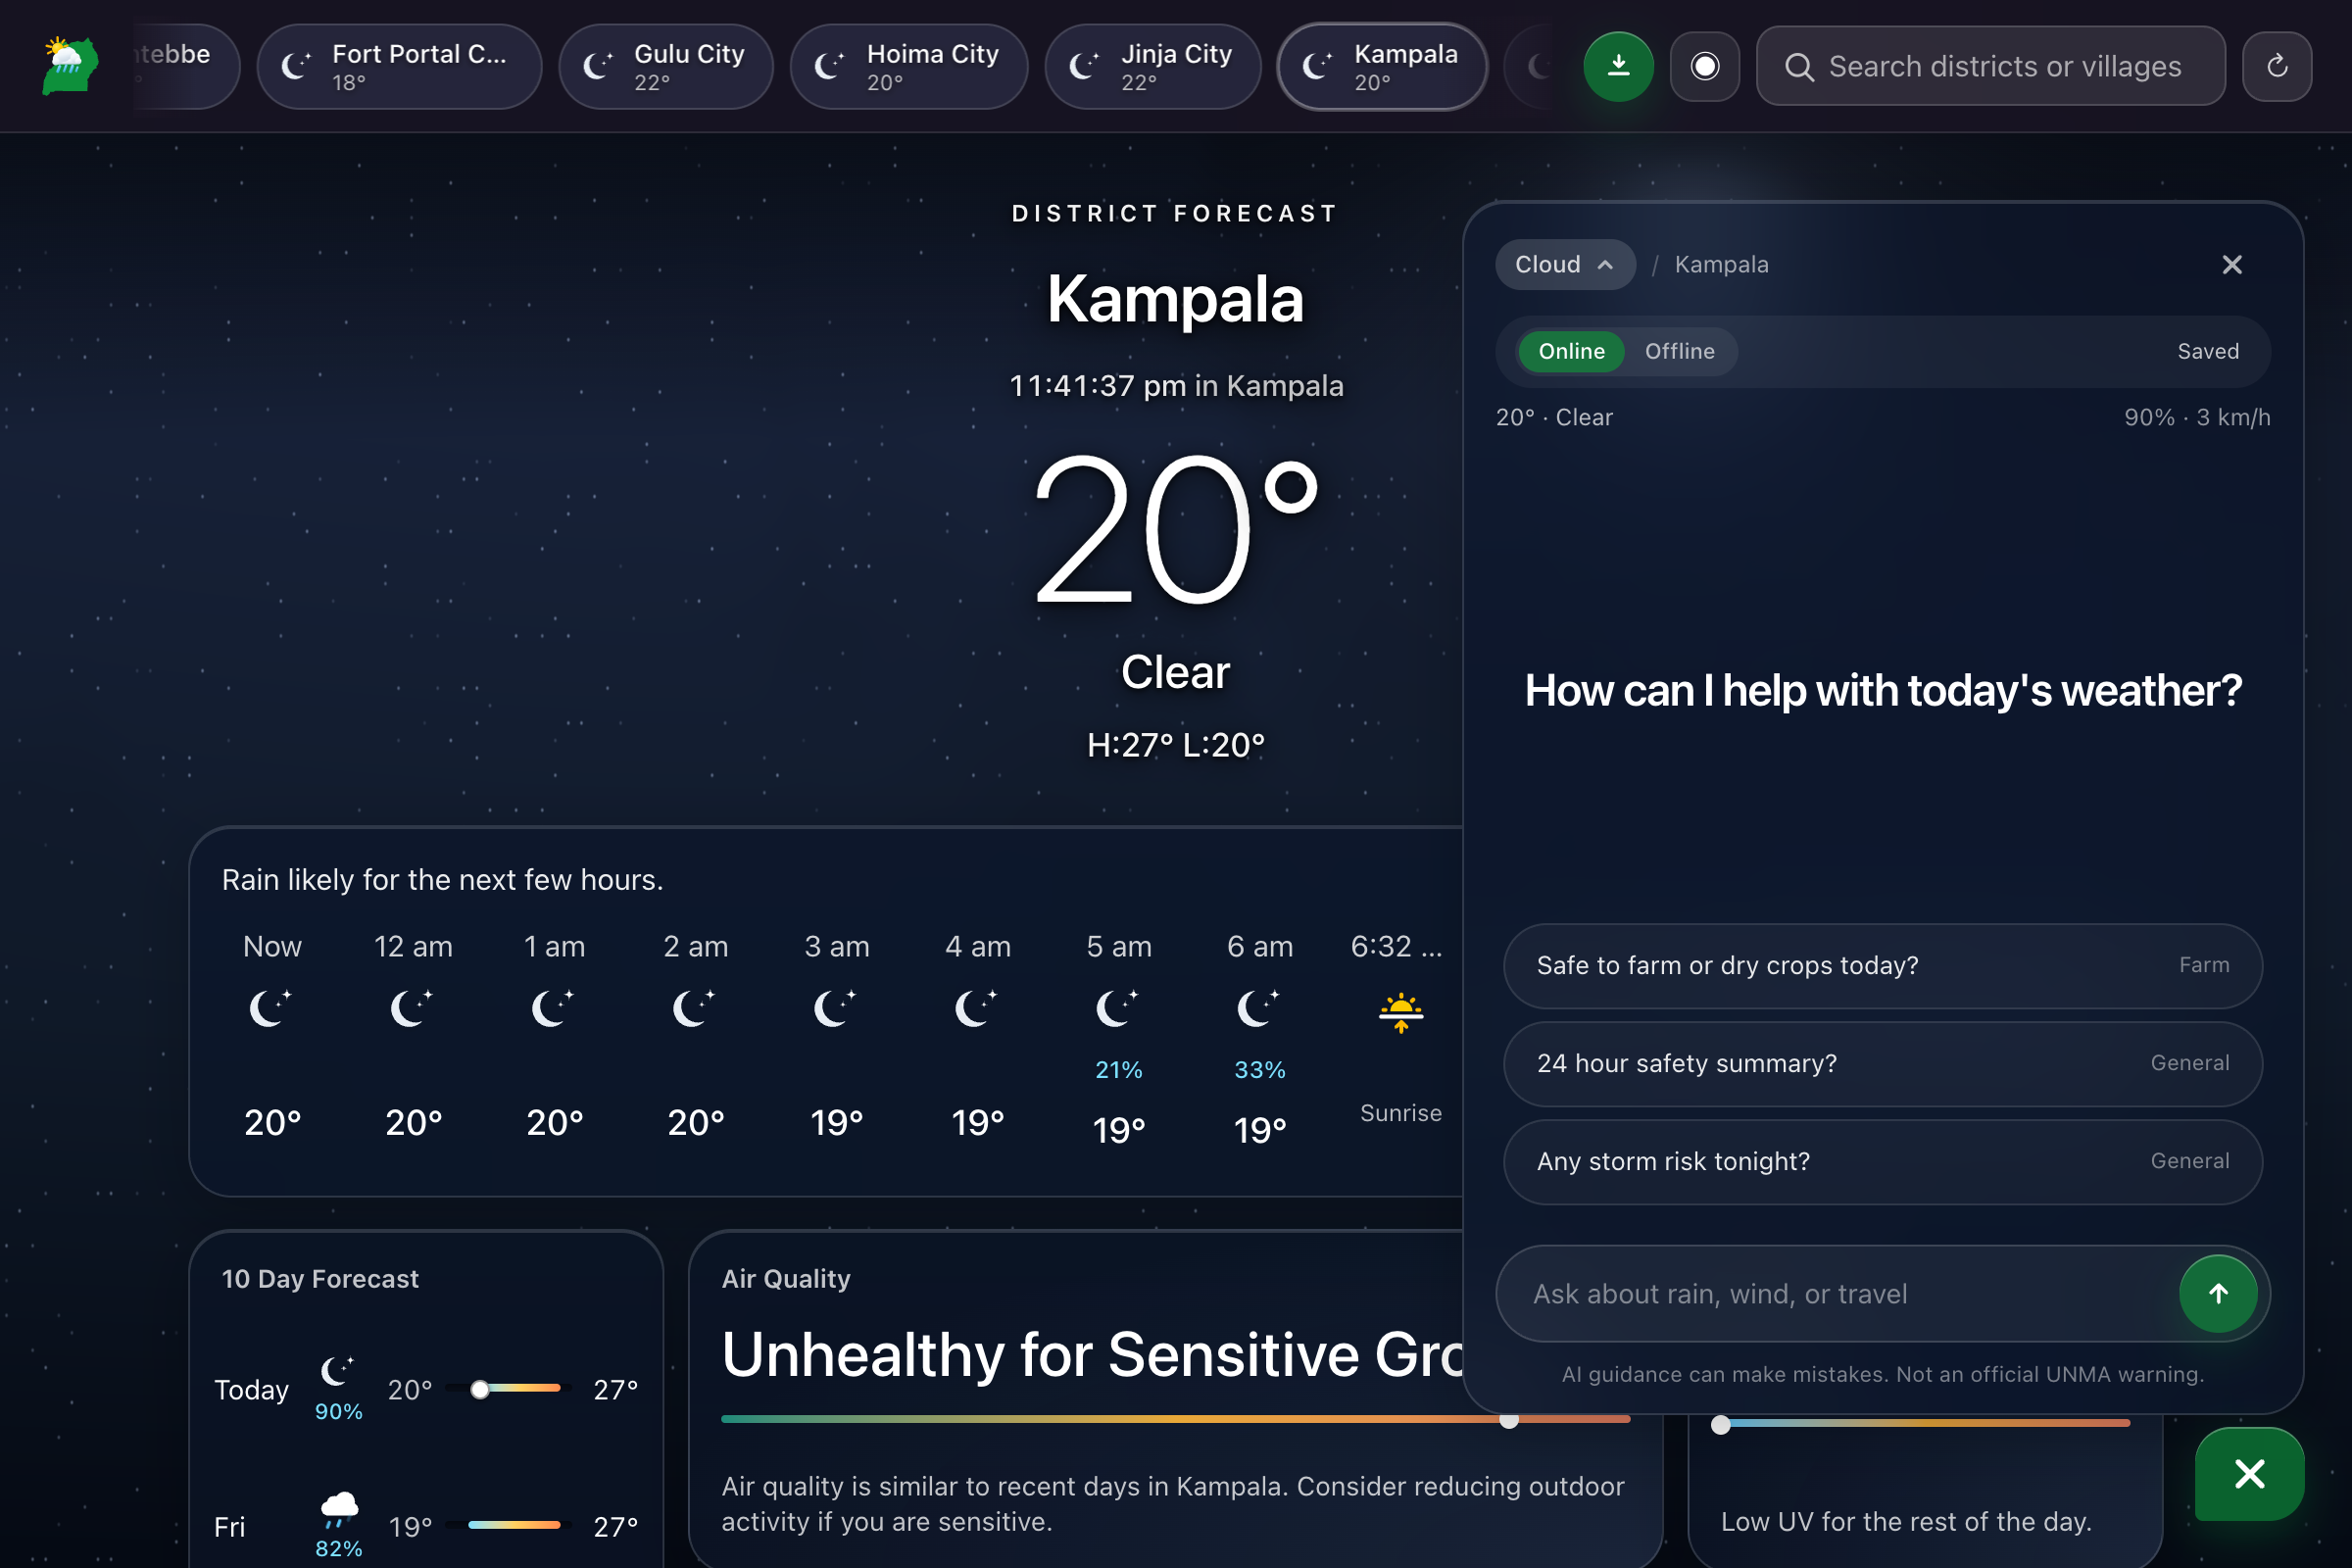 ntebbe
Fort Portal C...
18°
Gulu City
22°
Hoima City
20°
Jinja City
22°
Kampala
20°
Search districts or villages
DISTRICT FORECAST
Kampala
11:41:37 pm in Kampala
20°
Clear
H:27° L:20°
Cloud / Kampala
Online Offline Saved
20° · Clear 90% · 3 km/h
How can I help with today's weather?
Safe to farm or dry crops today? Farm
24 hour safety summary? General
Any storm risk tonight? General
Ask about rain, wind, or travel
AI guidance can make mistakes. Not an official UNMA warning.
Rain likely for the next few hours.
Now 12 am 1 am 2 am 3 am 4 am 5 am 6 am 6:32 ...
21% 33%
20° 20° 20° 20° 19° 19° 19° 19° Sunrise
10 Day Forecast
Today 90% 20° 27°
Fri 82% 19° 27°
Air Quality
Unhealthy for Sensitive Gro
Air quality is similar to recent days in Kampala. Consider reducing outdoor
activity if you are sensitive.
Low UV for the rest of the day.